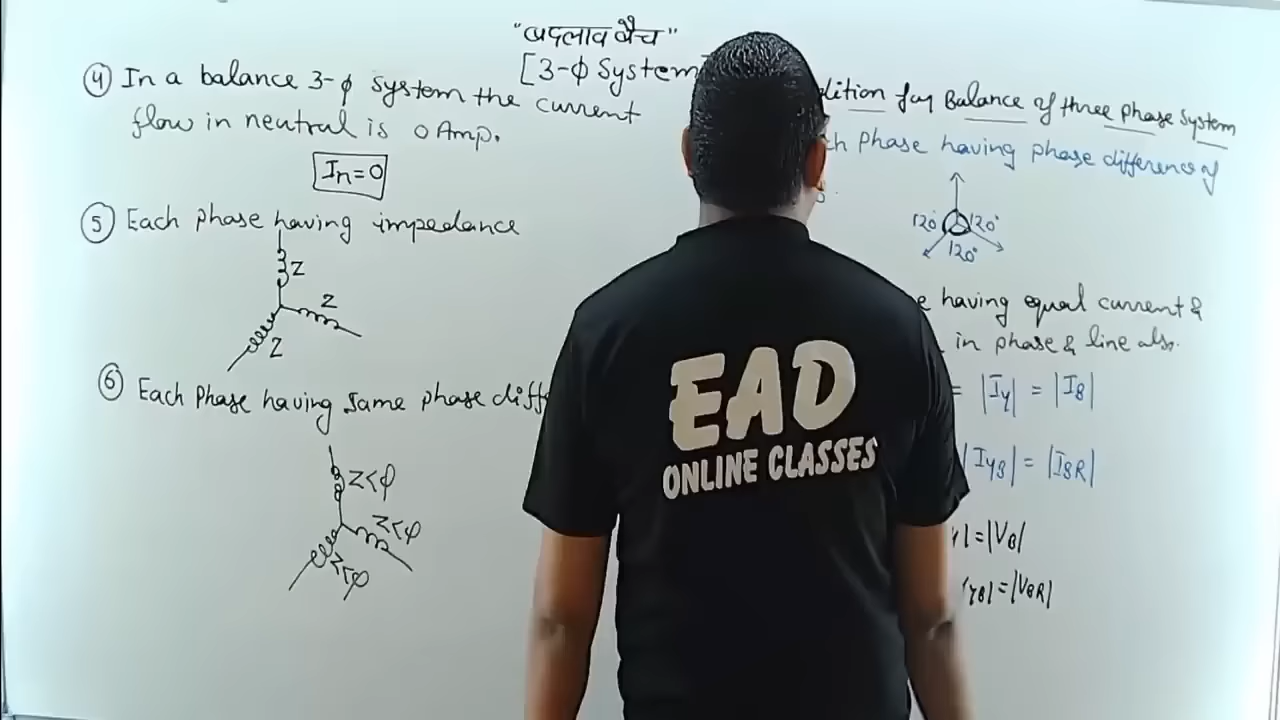 "बदलाव बैच"
[3-ϕ System
④ In a balance 3-ϕ system the current
flow in neutral is 0 Amp.
In=0
⑤ Each phase having impedance
Z
Z
Z
⑥ Each Phase having same phase diff
Z<φ
Z<φ
Z<φ
dition for Balance of three phase System
ch Phase having phase difference of
120° 120°
120°
e having equal current &
in phase & line also.
= |IY| = |IB|
|IYB| = |IBR|
Y|=|VB|
YB|=|VBR|
EAD
ONLINE CLASSES